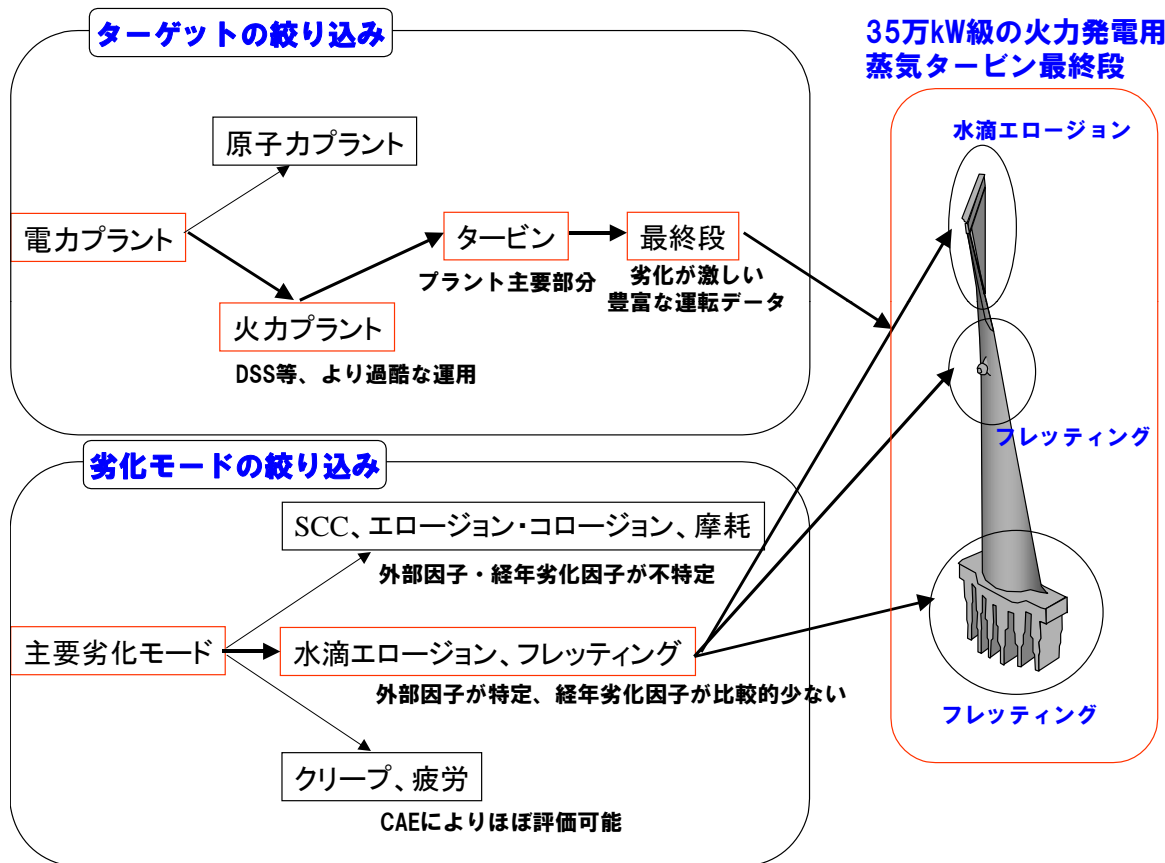 ターゲットの絞り込み
原子力プラント
電力プラント
タービン
最終段
プラント主要部分
劣化が激しい
豊富な運転データ
火力プラント
DSS等、より過酷な運用
劣化モードの絞り込み
SCC、エロージョン・コロージョン、摩耗
外部因子・経年劣化因子が不特定
主要劣化モード
水滴エロージョン、フレッティング
外部因子が特定、経年劣化因子が比較的少ない
クリープ、疲労
CAEによりほぼ評価可能
35万kW級の火力発電用
蒸気タービン最終段
水滴エロージョン
フレッティング
フレッティング